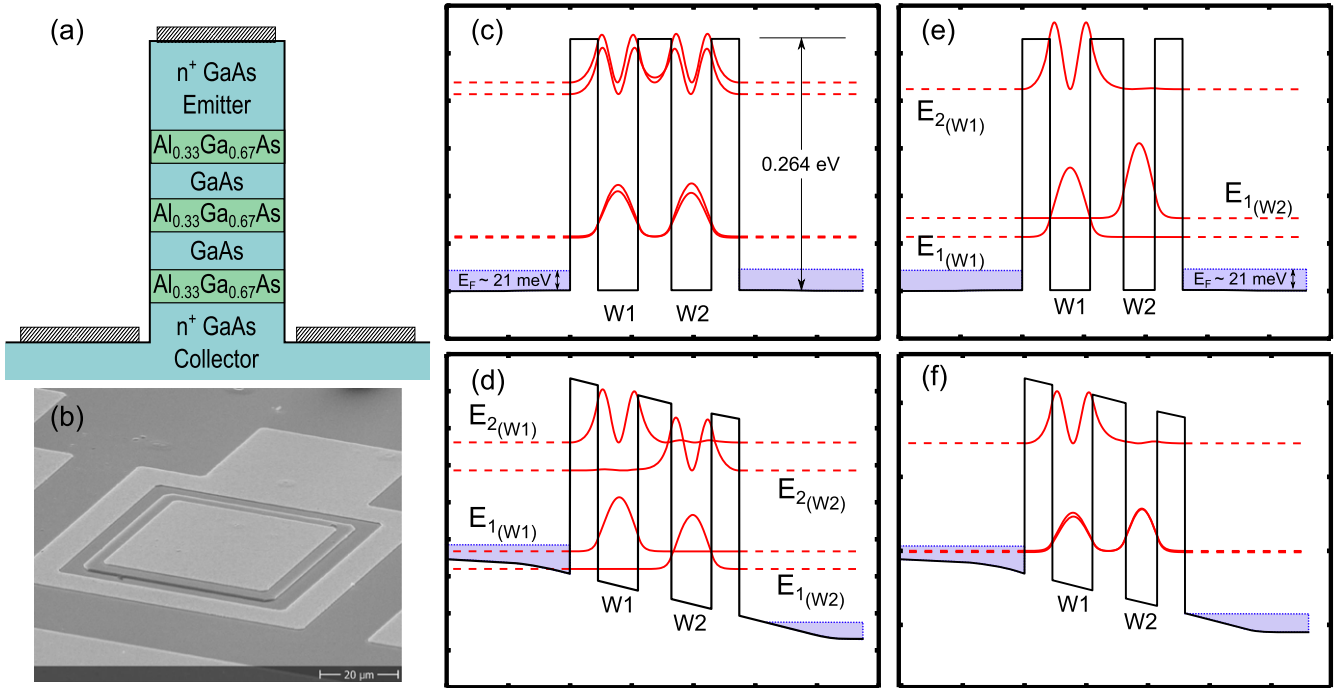 (a)
n⁺ GaAs
Emitter
Al₀.₃₃Ga₀.₆₇As
GaAs
Al₀.₃₃Ga₀.₆₇As
GaAs
Al₀.₃₃Ga₀.₆₇As
n⁺ GaAs
Collector
(b)
20 µm
(c)
0.264 eV
E_F ~ 21 meV
W1 W2
(d)
E₂₍W1₎
E₂₍W2₎
E₁₍W1₎
E₁₍W2₎
W1
W2
(e)
E₂₍W1₎
E₁₍W2₎
E₁₍W1₎
E_F ~ 21 meV
W1 W2
(f)
W1
W2